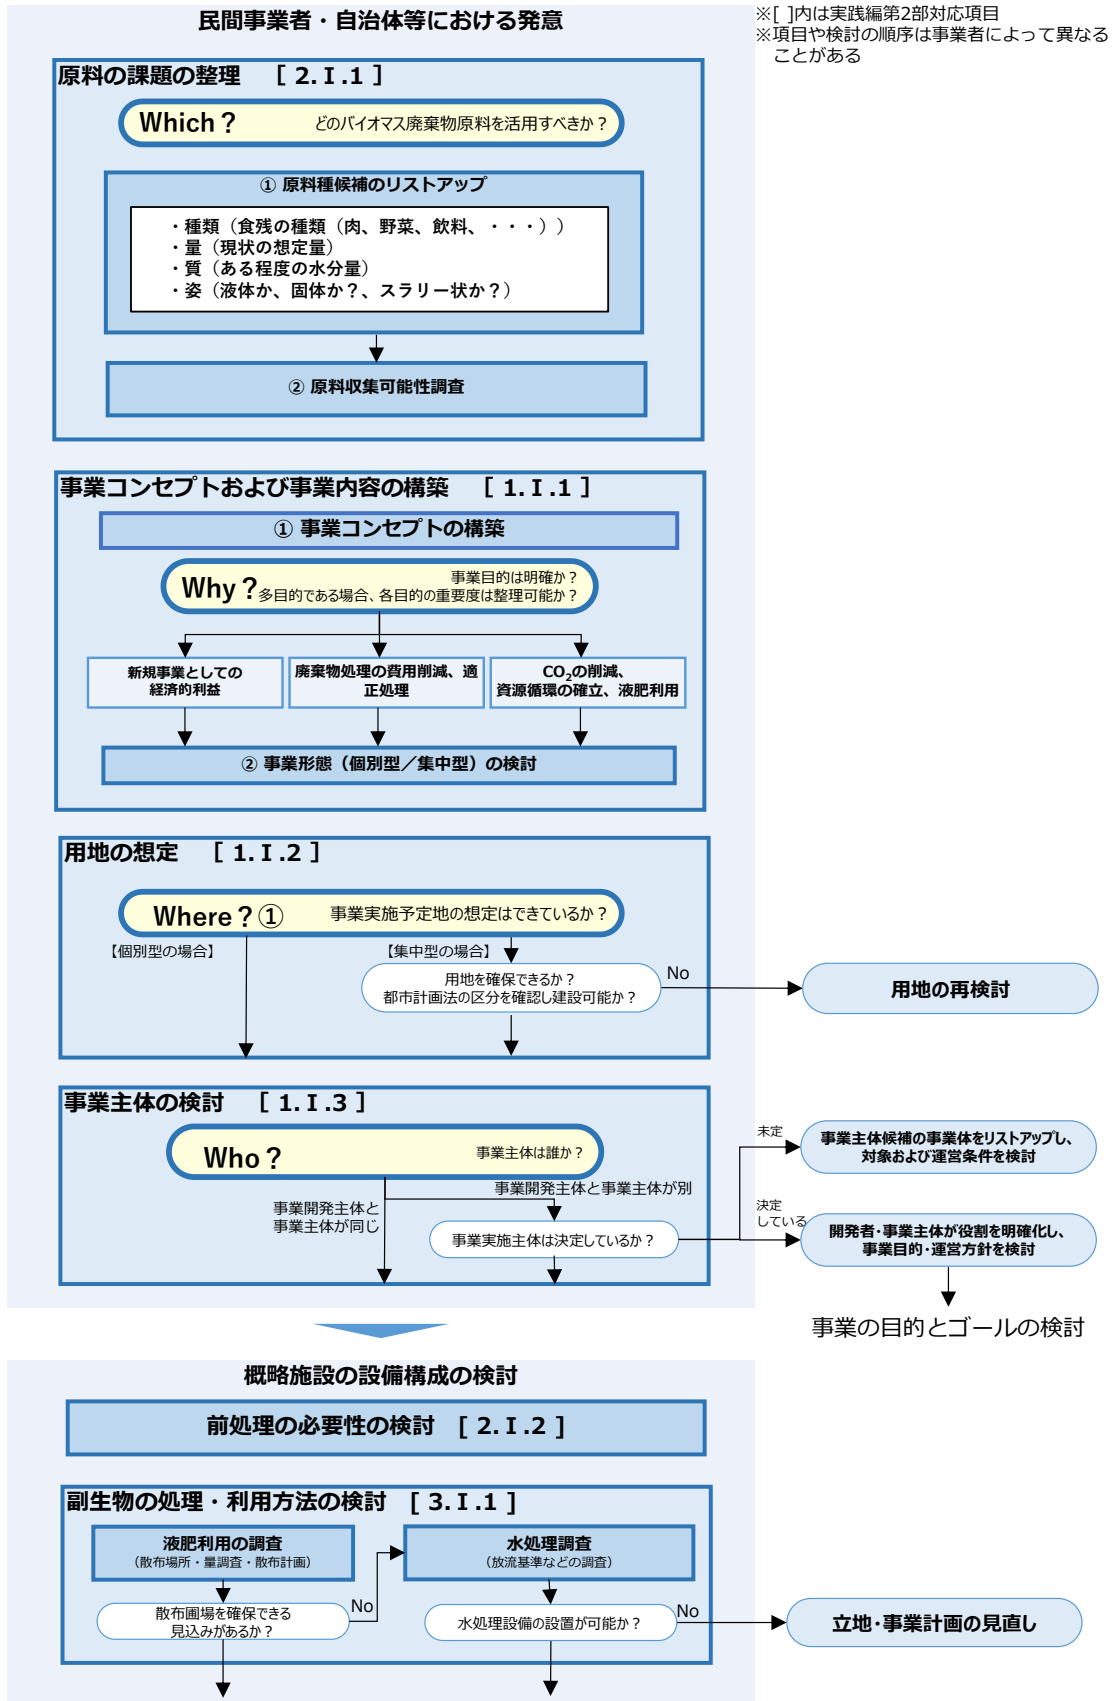 民間事業者・自治体等における発意
※[ ]内は実践編第2部対応項目
※項目や検討の順序は事業者によって異なる
ことがある
原料の課題の整理 [ 2.Ⅰ.1 ]
Which？ どのバイオマス廃棄物原料を活用すべきか？
① 原料種候補のリストアップ
・種類（食残の種類（肉、野菜、飲料、・・・））
・量（現状の想定量）
・質（ある程度の水分量）
・姿（液体か、固体か？、スラリー状か？）
② 原料収集可能性調査
事業コンセプトおよび事業内容の構築 [ 1.Ⅰ.1 ]
① 事業コンセプトの構築
Why？
事業目的は明確か？
多目的である場合、各目的の重要度は整理可能か？
新規事業としての
経済的利益
廃棄物処理の費用削減、適
正処理
CO₂の削減、
資源循環の確立、液肥利用
② 事業形態（個別型／集中型）の検討
用地の想定 [ 1.Ⅰ.2 ]
Where？① 事業実施予定地の想定はできているか？
【個別型の場合】
【集中型の場合】
用地を確保できるか？
都市計画法の区分を確認し建設可能か？
No
用地の再検討
事業主体の検討 [ 1.Ⅰ.3 ]
Who？ 事業主体は誰か？
事業開発主体と
事業主体が同じ
事業開発主体と事業主体が別
事業実施主体は決定しているか？
未定
事業主体候補の事業体をリストアップし、
対象および運営条件を検討
決定
している
開発者・事業主体が役割を明確化し、
事業目的・運営方針を検討
事業の目的とゴールの検討
概略施設の設備構成の検討
前処理の必要性の検討 [ 2.Ⅰ.2 ]
副生物の処理・利用方法の検討 [ 3.Ⅰ.1 ]
液肥利用の調査
（散布場所・量調査・散布計画）
散布圃場を確保できる
見込みがあるか？
No
水処理調査
（放流基準などの調査）
水処理設備の設置が可能か？
No
立地・事業計画の見直し